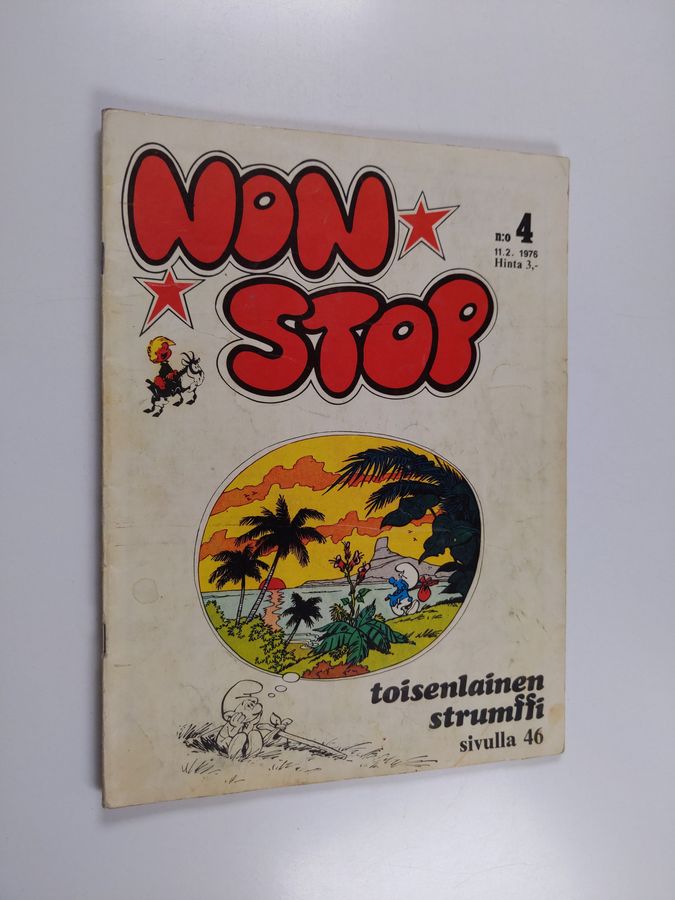 NON
STOP
n:o 4
11.2. 1976
Hinta 3,-
toisenlainen
strumffi
sivulla 46